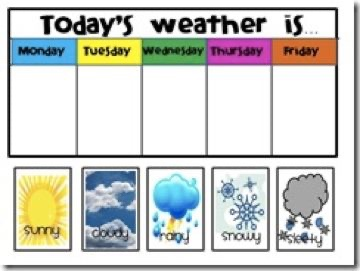 Today's weather is...
Monday Tuesday Wednesday Thursday Friday
sunny cloudy rainy snowy sleety